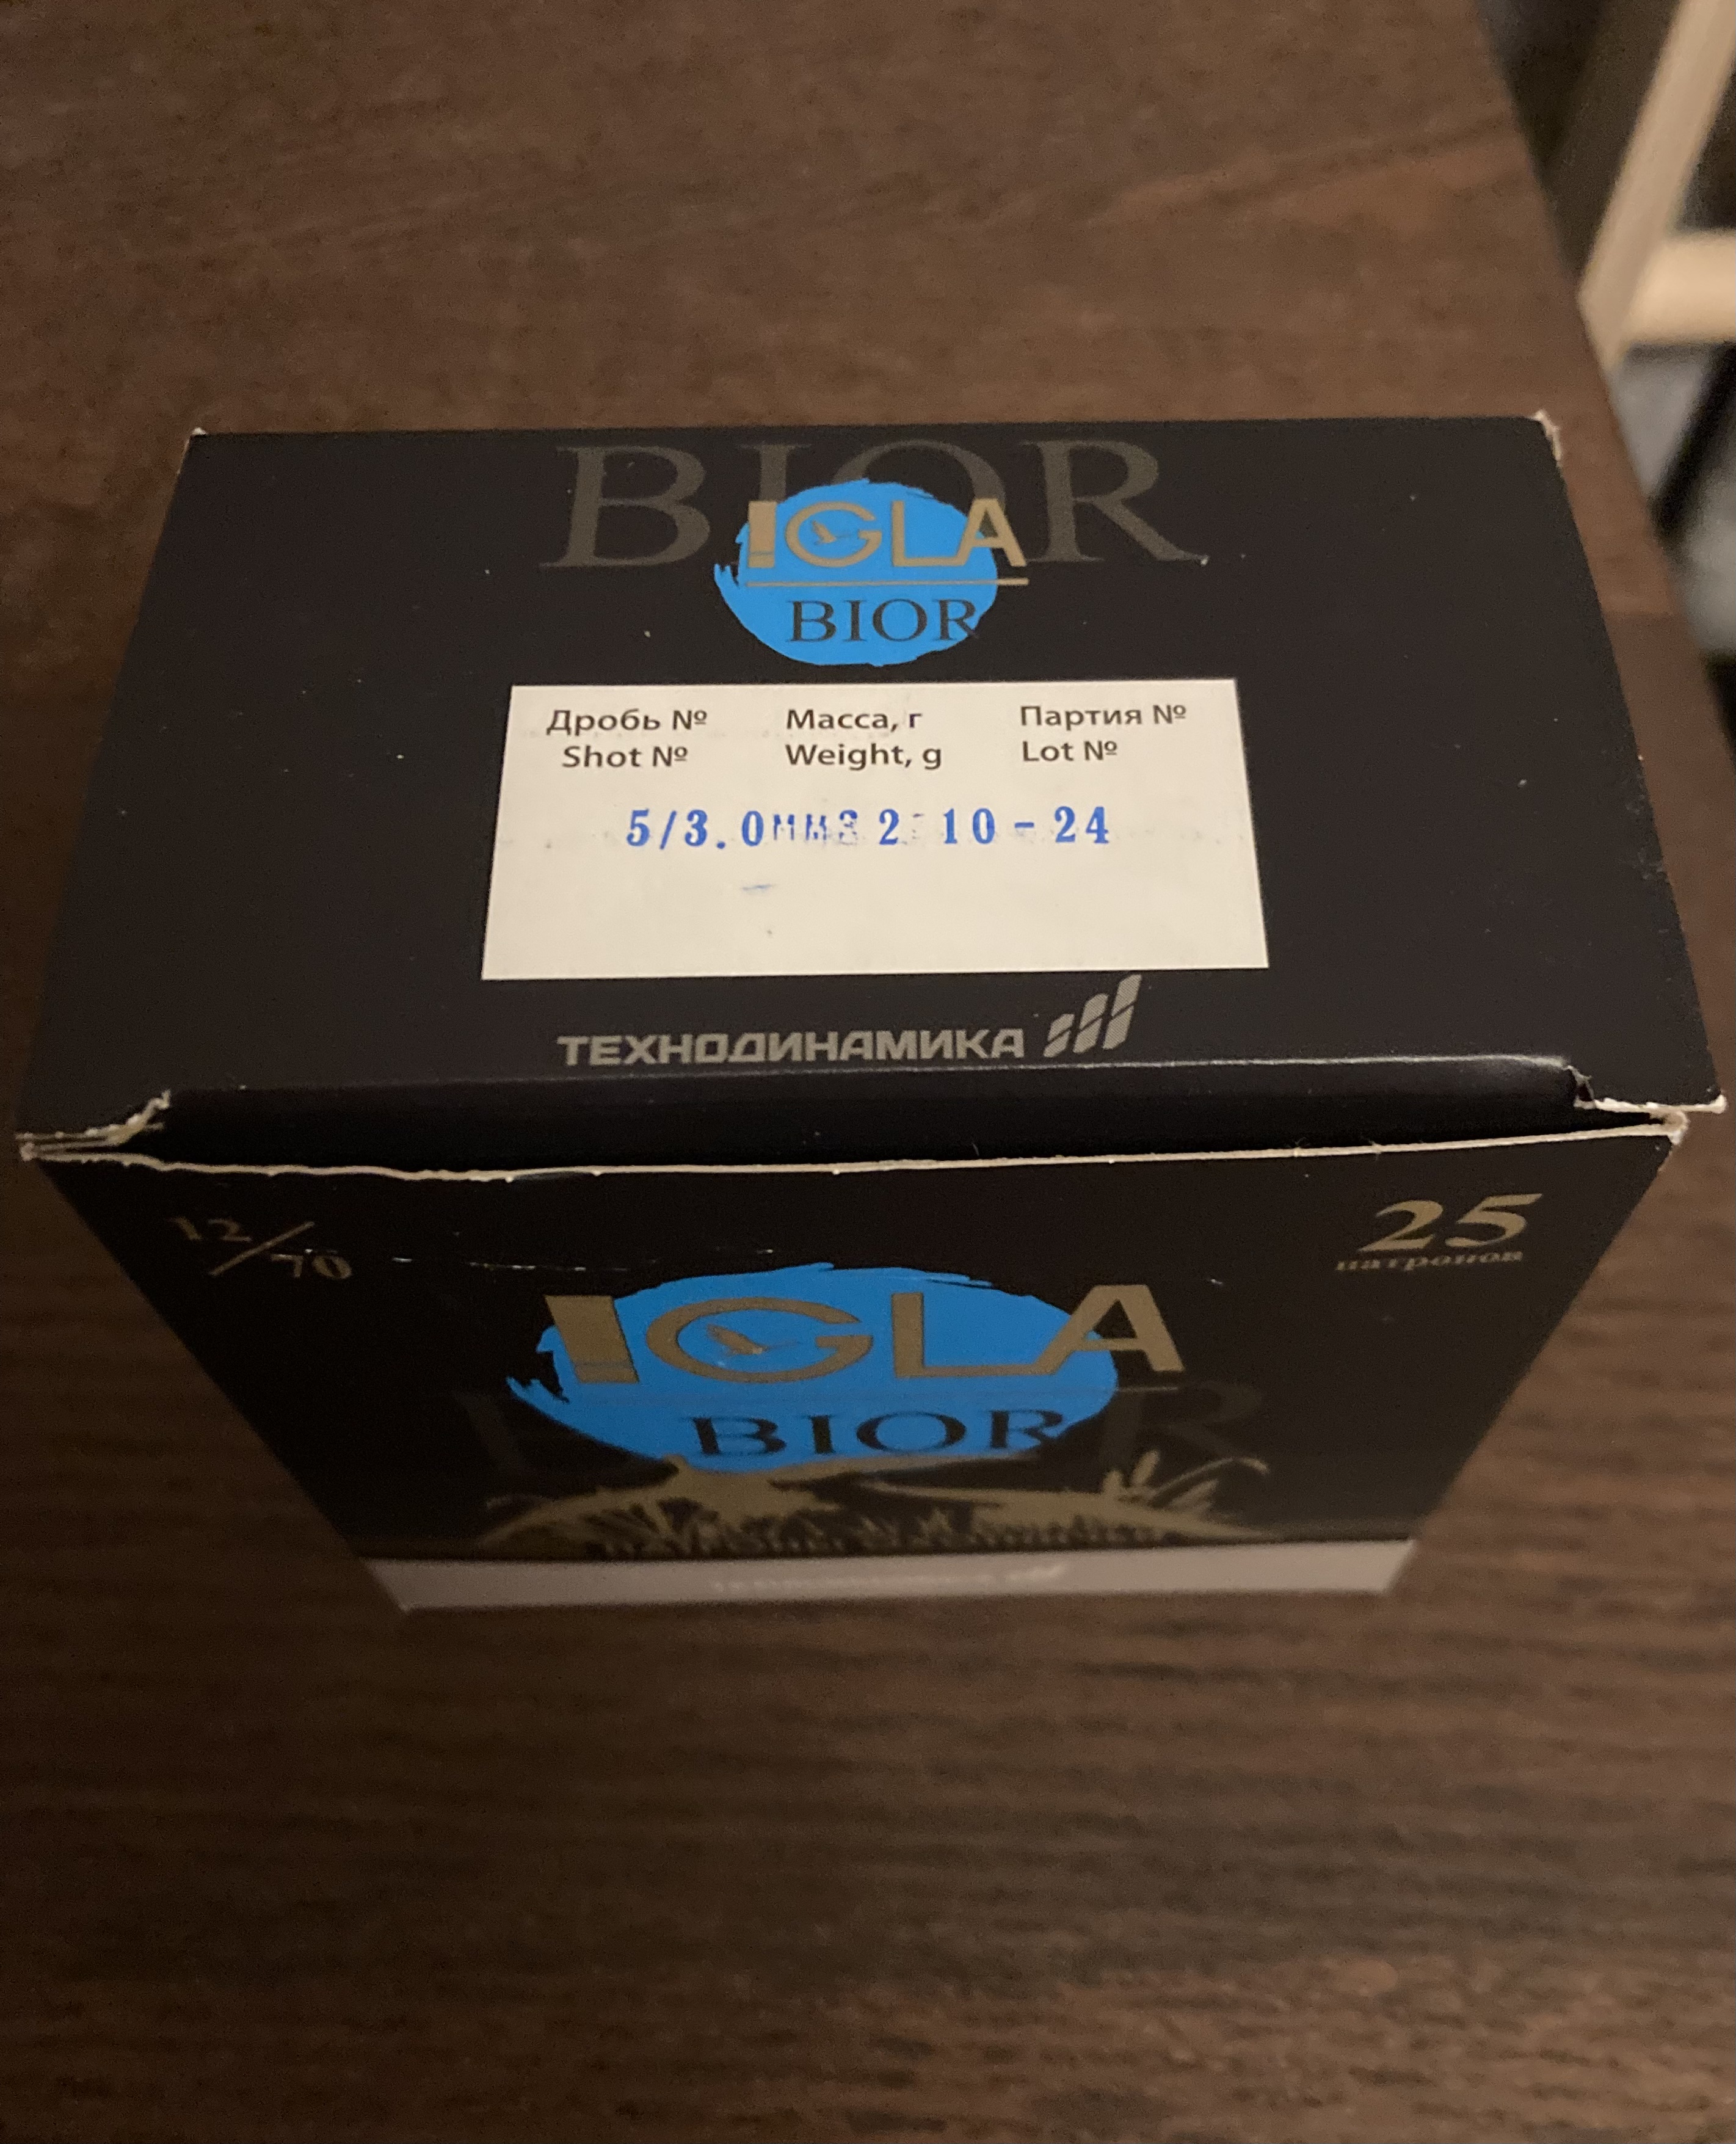 BIOR
IGLA
BIOR
Дробь № Масса, г Партия №
Shot № Weight, g Lot №
5/3.0мм32 10-24
ТЕХНОДИНАМИКА
12/70
25
патронов
IGLA
BIOR